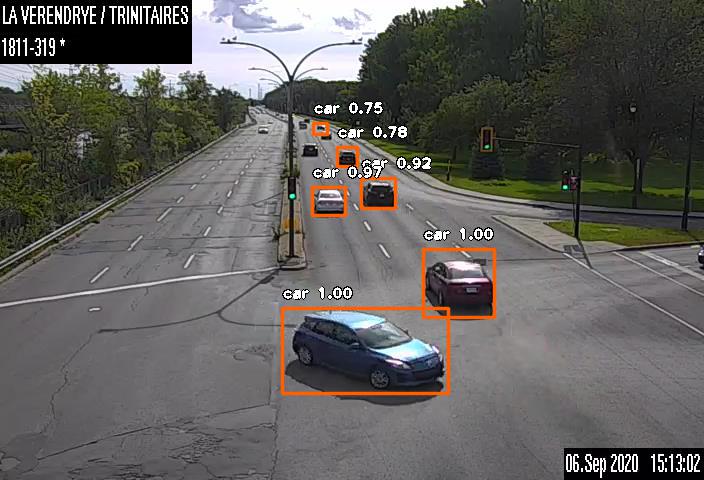 LA VERENDRYE / TRINITAIRES
1811-319 *
car 0.75
car 0.78
car 0.92
car 0.97
car 1.00
car 1.00
06.Sep 2020 15:13:02